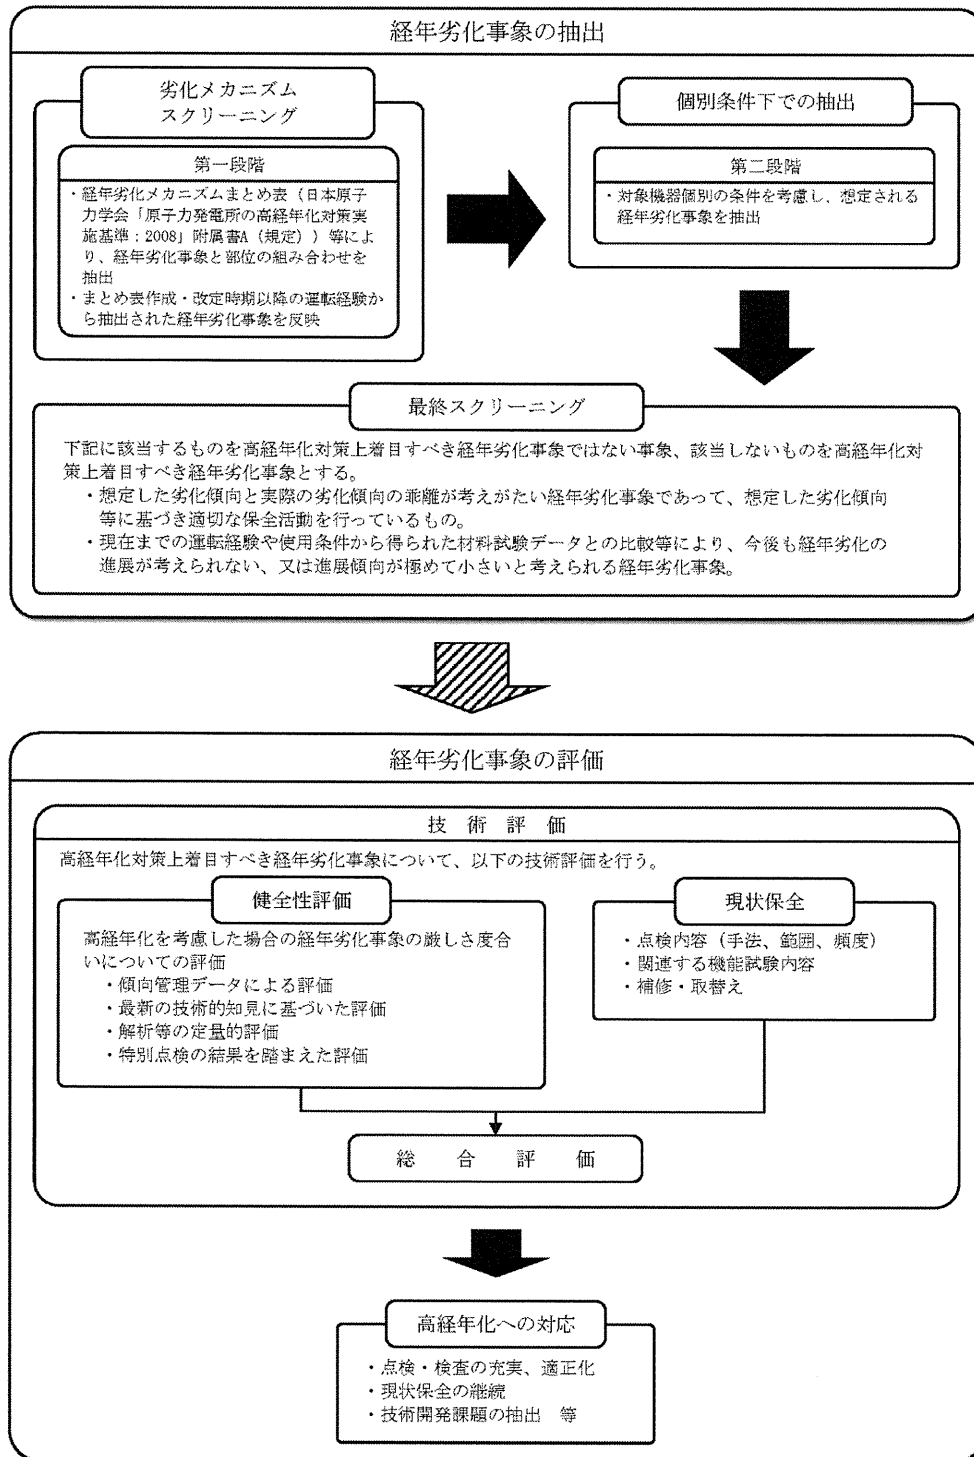 経年劣化事象の抽出
劣化メカニズム
スクリーニング
第一段階
・経年劣化メカニズムまとめ表（日本原子
力学会「原子力発電所の高経年化対策実
施基準：2008」附属書A（規定））等によ
り、経年劣化事象と部位の組み合わせを
抽出
・まとめ表作成・改定時期以降の運転経験か
ら抽出された経年劣化事象を反映
個別条件下での抽出
第二段階
・対象機器個別の条件を考慮し、想定される
経年劣化事象を抽出
最終スクリーニング
下記に該当するものを高経年化対策上着目すべき経年劣化事象ではない事象、該当しないものを高経年化対
策上着目すべき経年劣化事象とする。
・想定した劣化傾向と実際の劣化傾向の乖離が考えがたい経年劣化事象であって、想定した劣化傾向
等に基づき適切な保全活動を行っているもの。
・現在までの運転経験や使用条件から得られた材料試験データとの比較等により、今後も経年劣化の
進展が考えられない、又は進展傾向が極めて小さいと考えられる経年劣化事象。
経年劣化事象の評価
技術評価
高経年化対策上着目すべき経年劣化事象について、以下の技術評価を行う。
健全性評価
高経年化を考慮した場合の経年劣化事象の厳しさ度合
いについての評価
・傾向管理データによる評価
・最新の技術的知見に基づいた評価
・解析等の定量的評価
・特別点検の結果を踏まえた評価
現状保全
・点検内容（手法、範囲、頻度）
・関連する機能試験内容
・補修・取替え
総合評価
高経年化への対応
・点検・検査の充実、適正化
・現状保全の継続
・技術開発課題の抽出 等